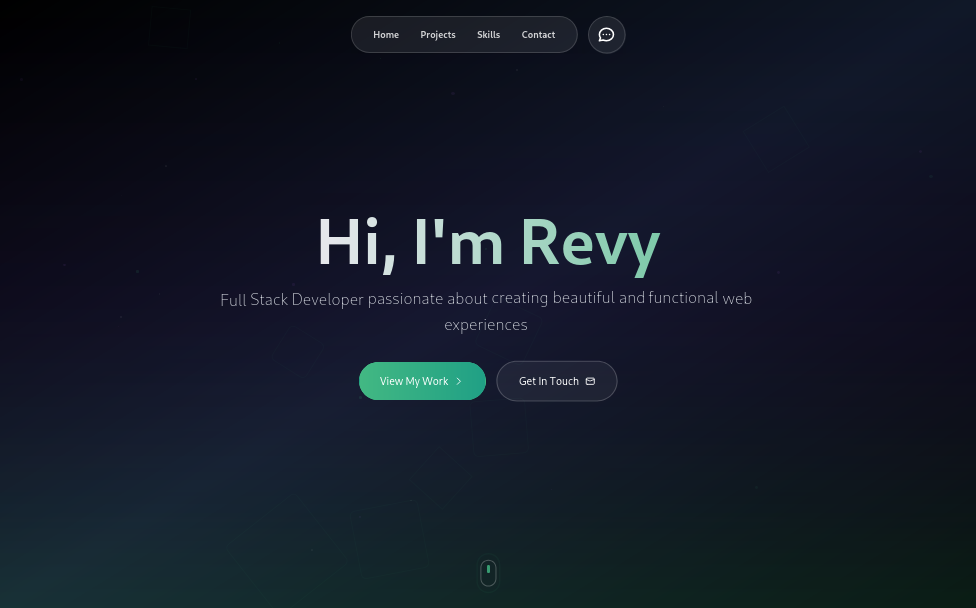 Home Projects Skills Contact
Hi, I'm Revy
Full Stack Developer passionate about creating beautiful and functional web
experiences
View My Work
Get In Touch